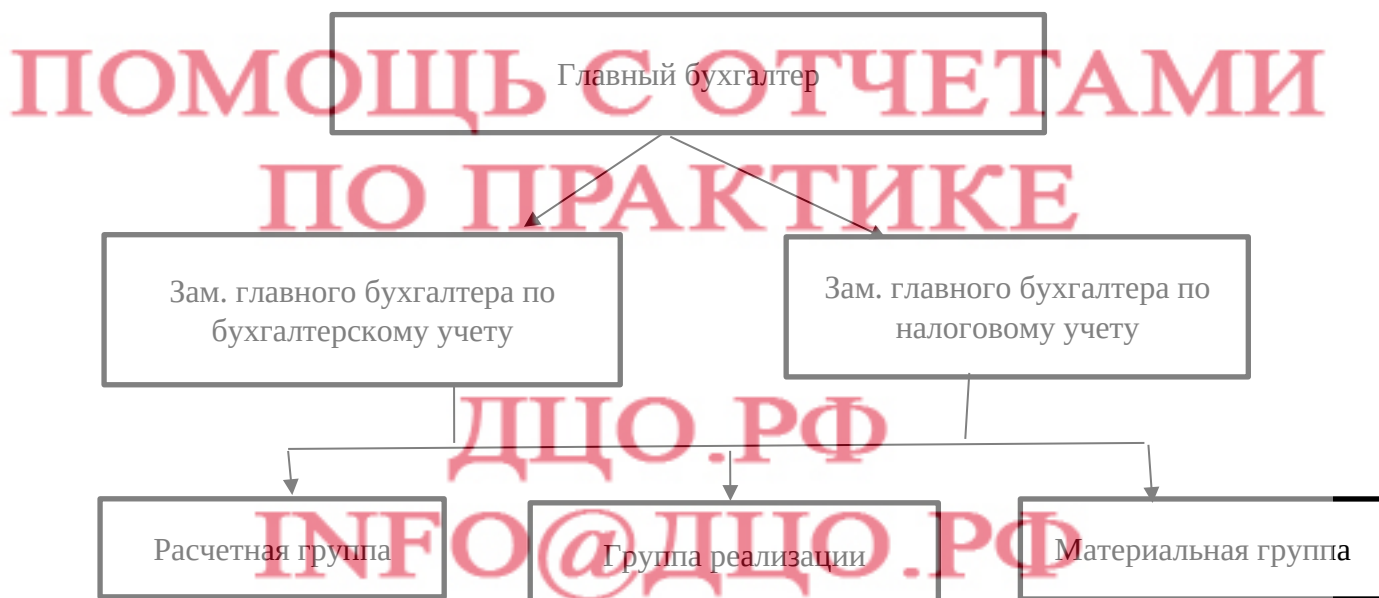 ПОМОЩЬ С ОТЧЕТАМИ
Главный бухгалтер
ПО ПРАКТИКЕ
Зам. главного бухгалтера по
бухгалтерскому учету
Зам. главного бухгалтера по
налоговому учету
ДЦО.РФ
INFO@ДЦО.РФ
Расчетная группа
Группа реализации
Материальная группа